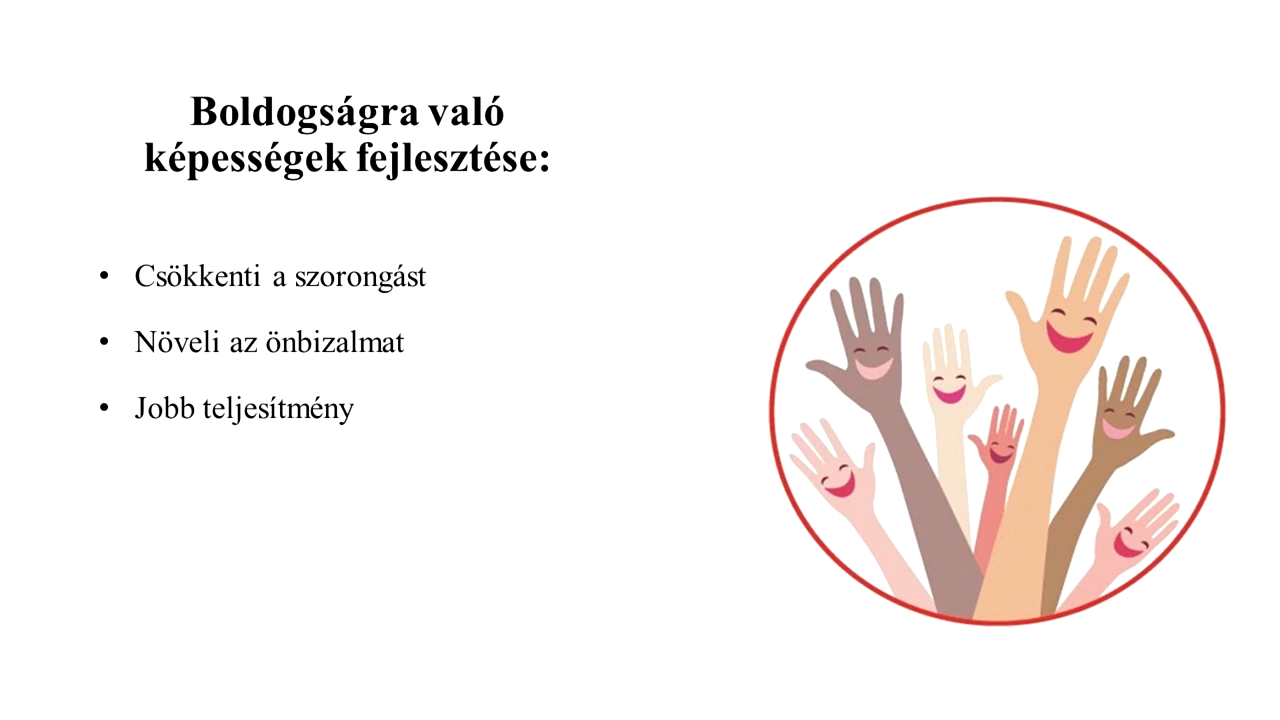 Boldogságra való
képességek fejlesztése:
• Csökkenti a szorongást
• Növeli az önbizalmat
• Jobb teljesítmény